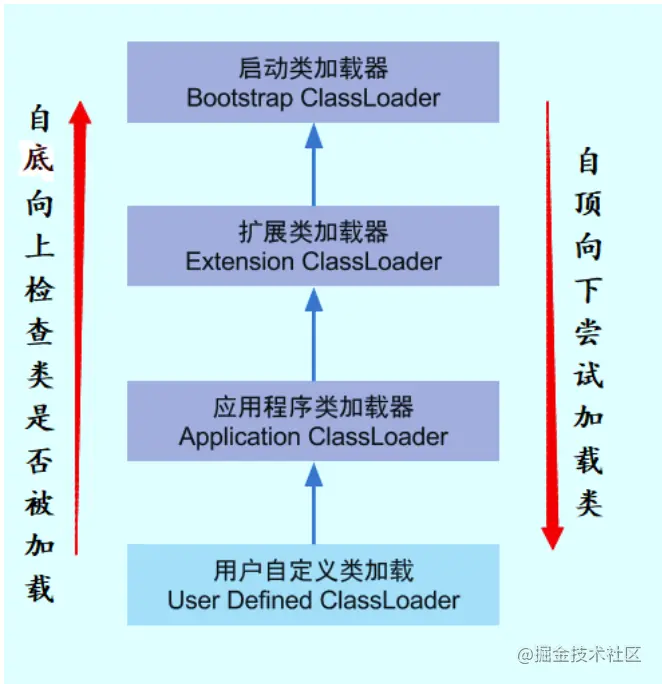 启动类加载器
Bootstrap ClassLoader
自底向上检查类是否被加载
自顶向下尝试加载类
扩展类加载器
Extension ClassLoader
应用程序类加载器
Application ClassLoader
用户自定义类加载
User Defined ClassLoader
@掘金技术社区